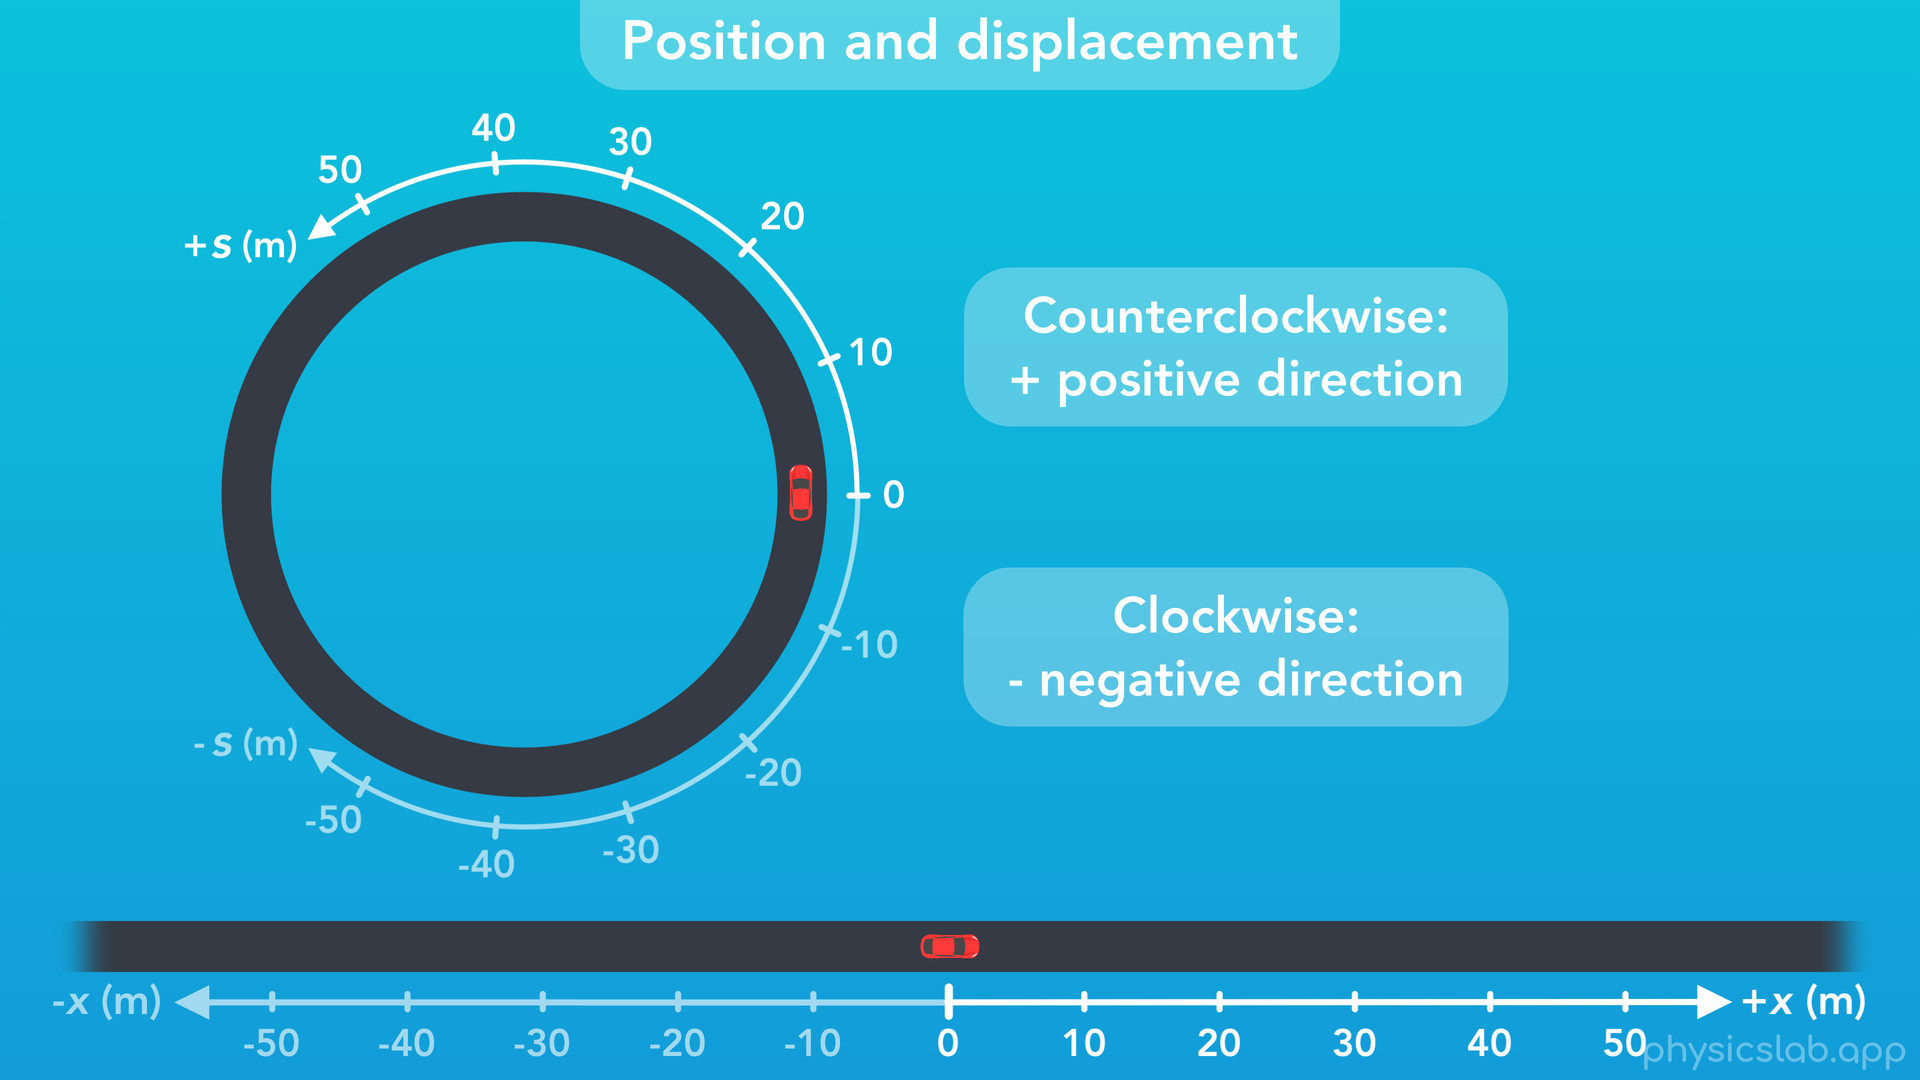 Position and displacement
40
30
50
20
+s (m)
10
Counterclockwise:
+ positive direction
0
Clockwise:
- negative direction
-10
-s (m)
-20
-50
-30
-40
-x (m)
+x (m)
-50 -40 -30 -20 -10 0 10 20 30 40 50
physicslab.app